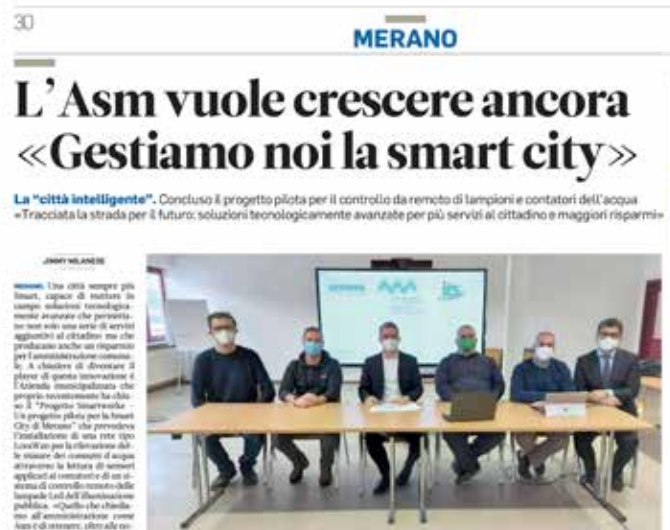 30
MERANO
L'Asm vuole crescere ancora
«Gestiamo noi la smart city»
La "città intelligente". Concluso il progetto pilota per il controllo da remoto di lampioni e contatori dell'acqua
«Tracciata la strada per il futuro: soluzioni tecnologicamente avanzate per più servizi al cittadino e maggiori risparmi»
JIMMY MILANESE
MERANO. Una città sempre più
smart, capace di mettere in
campo soluzioni tecnologica-
mente avanzate che permetta-
no non solo una serie di servizi
aggiuntivi al cittadino ma che
producano anche un risparmio
per l'amministrazione comuna-
le. A chiedere di diventare il
player di questa innovazione è
l'Azienda municipalizzata che
proprio recentemente ha chiu-
so il "Progetto Smartworks –
Un progetto pilota per la Smart
City di Merano" che prevedeva
l'installazione di una rete tipo
LoraWan per la rilevazione del-
le misure dei consumi d'acqua
attraverso la lettura di sensori
applicati ai contatori e di un si-
stema di controllo remoto delle
lampade Led dell'illuminazione
pubblica. «Quello che chiedia-
mo all'amministrazione come
Asm è di ottenere, oltre alle no-